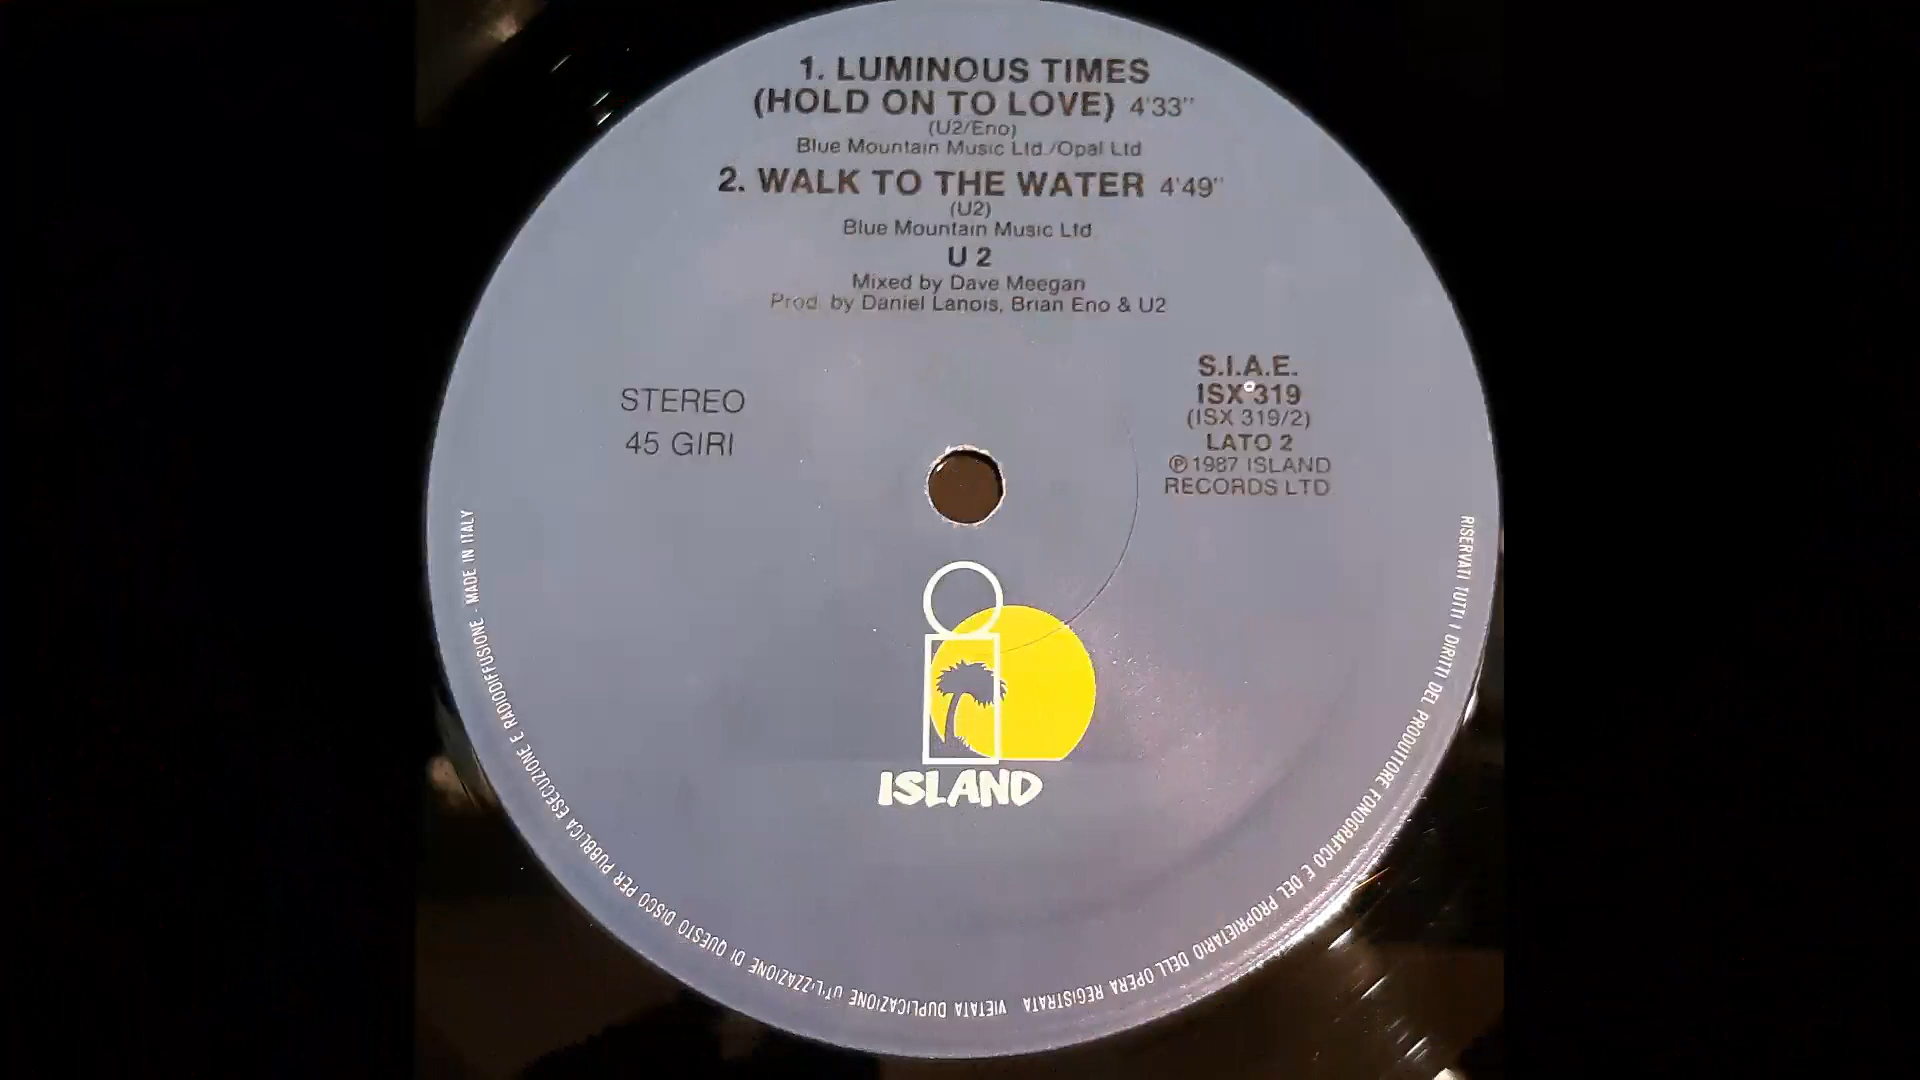 1. LUMINOUS TIMES
(HOLD ON TO LOVE) 4'33"
(U2/Eno)
Blue Mountain Music Ltd./Opal Ltd
2. WALK TO THE WATER 4'49"
(U2)
Blue Mountain Music Ltd
U 2
Mixed by Dave Meegan
Prod. by Daniel Lanois, Brian Eno & U2
STEREO
45 GIRI
S.I.A.E.
ISX 319
(ISX 319/2)
LATO 2
℗ 1987 ISLAND
RECORDS LTD
ISLAND
RISERVATI TUTTI I DIRITTI DEL PRODUTTORE FONOGRAFICO E DEL PROPRIETARIO DELL OPERA REGISTRATA VIETATA DUPLICAZIONE UTILIZZAZIONE DI QUESTO DISCO PER PUBBLICA ESECUZIONE E RADIODIFFUSIONE - MADE IN ITALY